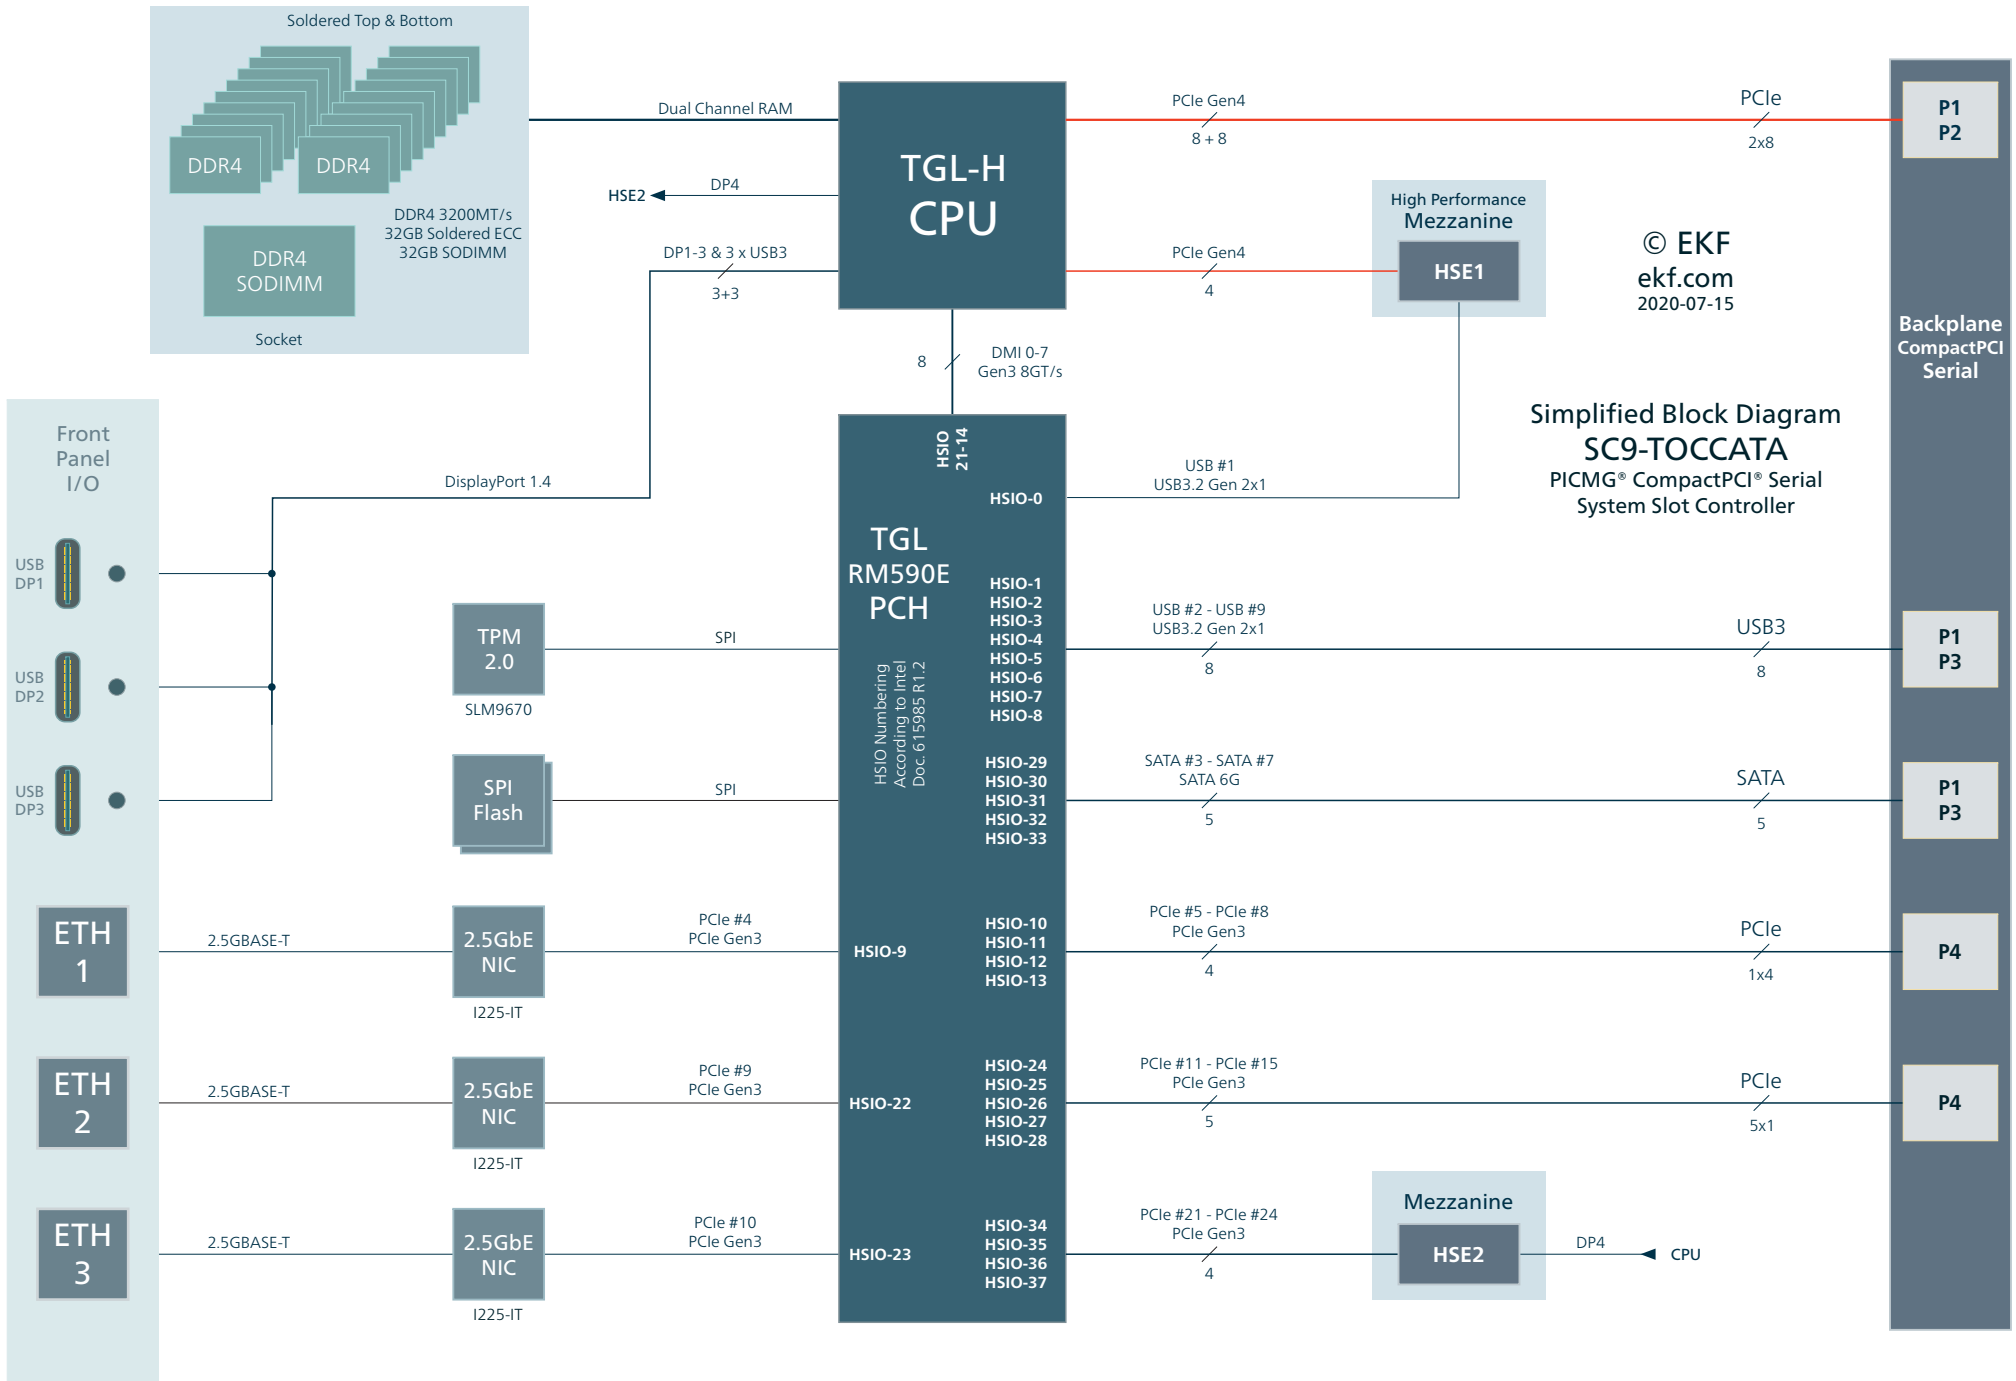 Soldered Top & Bottom
DDR4
DDR4
DDR4 3200MT/s
32GB Soldered ECC
32GB SODIMM
DDR4
SODIMM
Socket
Dual Channel RAM
HSE2
DP4
DP1-3 & 3 x USB3
3+3
TGL-H
CPU
PCIe Gen4
8 + 8
PCIe
2x8
P1
P2
PCIe Gen4
4
High Performance
Mezzanine
HSE1
© EKF
ekf.com
2020-07-15
Backplane
CompactPCI
Serial
8
DMI 0-7
Gen3 8GT/s
Simplified Block Diagram
SC9-TOCCATA
PICMG® CompactPCI® Serial
System Slot Controller
Front
Panel
I/O
DisplayPort 1.4
HSIO
21-14
HSIO-0
USB #1
USB3.2 Gen 2x1
TGL
RM590E
PCH
HSIO Numbering
According to Intel
Doc. 615985 R1.2
USB
DP1
USB
DP2
USB
DP3
TPM
2.0
SLM9670
SPI
SPI
Flash
SPI
HSIO-1
HSIO-2
HSIO-3
HSIO-4
HSIO-5
HSIO-6
HSIO-7
HSIO-8
USB #2 - USB #9
USB3.2 Gen 2x1
8
USB3
8
P1
P3
HSIO-29
HSIO-30
HSIO-31
HSIO-32
HSIO-33
SATA #3 - SATA #7
SATA 6G
5
SATA
5
P1
P3
ETH
1
2.5GBASE-T
2.5GbE
NIC
I225-IT
PCIe #4
PCIe Gen3
HSIO-9
HSIO-10
HSIO-11
HSIO-12
HSIO-13
PCIe #5 - PCIe #8
PCIe Gen3
4
PCIe
1x4
P4
ETH
2
2.5GBASE-T
2.5GbE
NIC
I225-IT
PCIe #9
PCIe Gen3
HSIO-22
HSIO-24
HSIO-25
HSIO-26
HSIO-27
HSIO-28
PCIe #11 - PCIe #15
PCIe Gen3
5
PCIe
5x1
P4
ETH
3
2.5GBASE-T
2.5GbE
NIC
I225-IT
PCIe #10
PCIe Gen3
HSIO-23
HSIO-34
HSIO-35
HSIO-36
HSIO-37
PCIe #21 - PCIe #24
PCIe Gen3
4
Mezzanine
HSE2
DP4
CPU